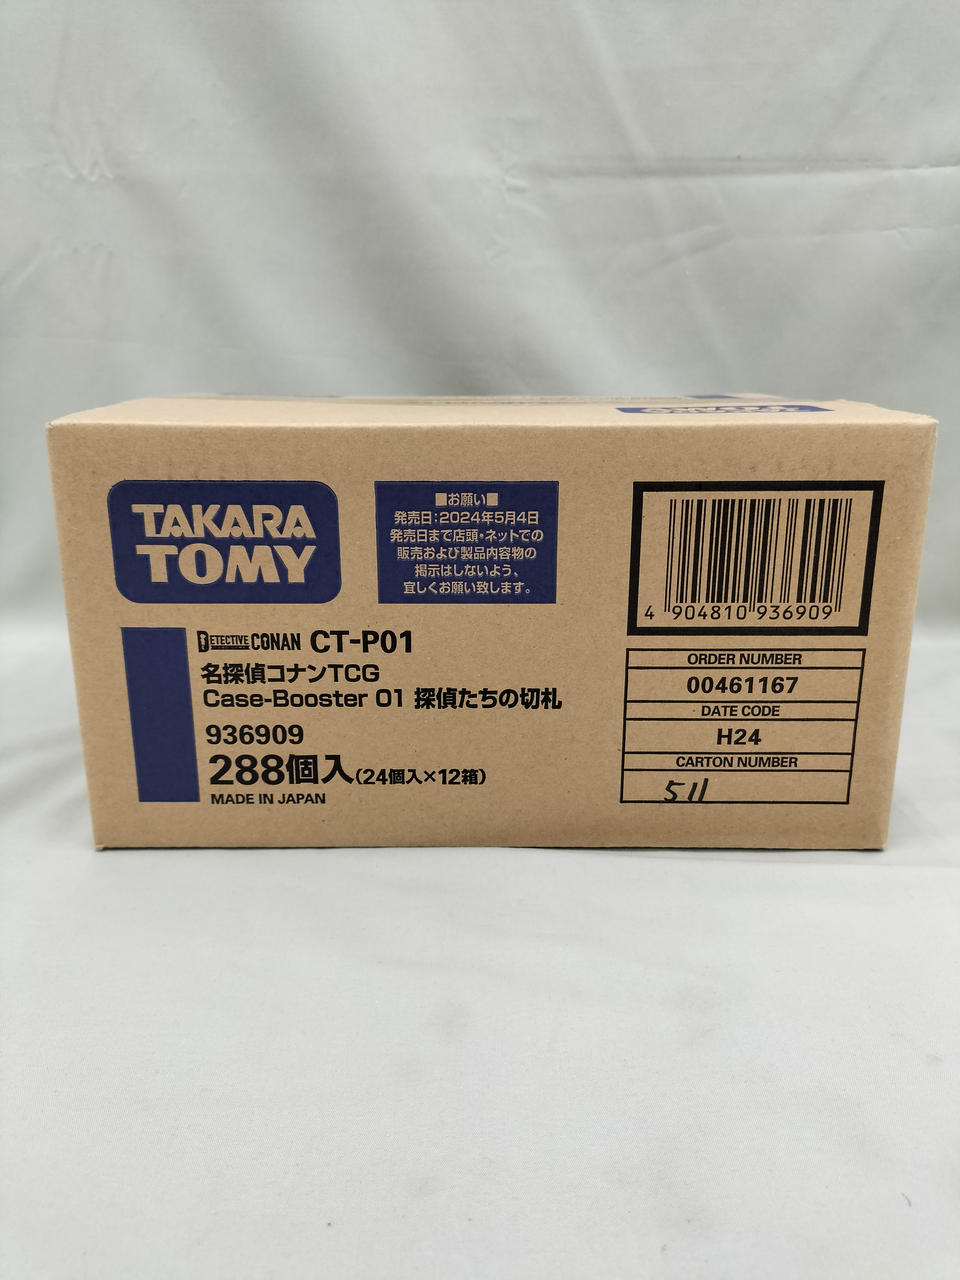 TAKARA
TOMY
■お願い■
発売日:2024年5月4日
発売日まで店頭・ネットでの
販売および製品内容物の
掲示はしないよう、
宜しくお願い致します。
4 904810 936909
DETECTIVE CONAN CT-P01
名探偵コナンTCG
Case-Booster 01 探偵たちの切札
936909
288個入(24個入×12箱)
MADE IN JAPAN
ORDER NUMBER
00461167
DATE CODE
H24
CARTON NUMBER
511